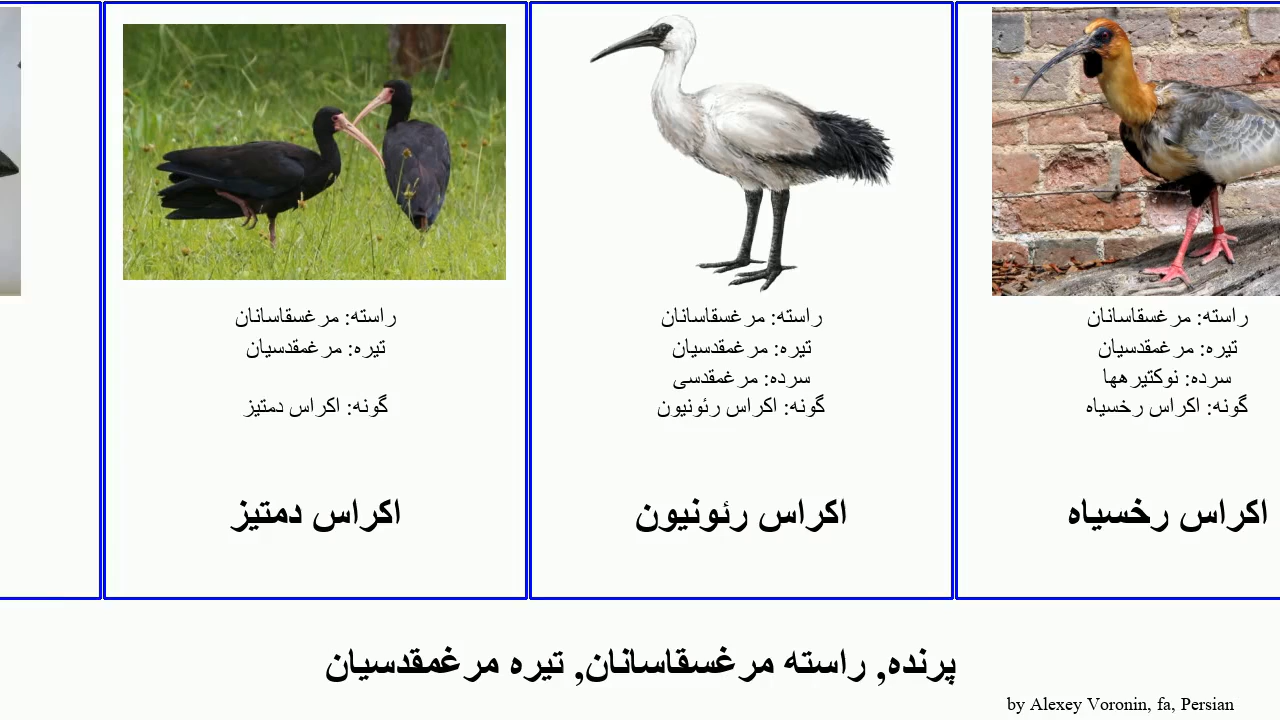 راسته: مرغسقاسانان
تیره: مرغمقدسیان
گونه: اکراس دمتیز
اکراس دمتیز
راسته: مرغسقاسانان
تیره: مرغمقدسیان
سرده: مرغمقدسی
گونه: اکراس رئونیون
اکراس رئونیون
راسته: مرغسقاسانان
تیره: مرغمقدسیان
سرده: نوکتیرهها
گونه: اکراس رخسیاه
اکراس رخسیاه
پرنده, راسته مرغسقاسانان, تیره مرغمقدسیان
by Alexey Voronin, fa, Persian